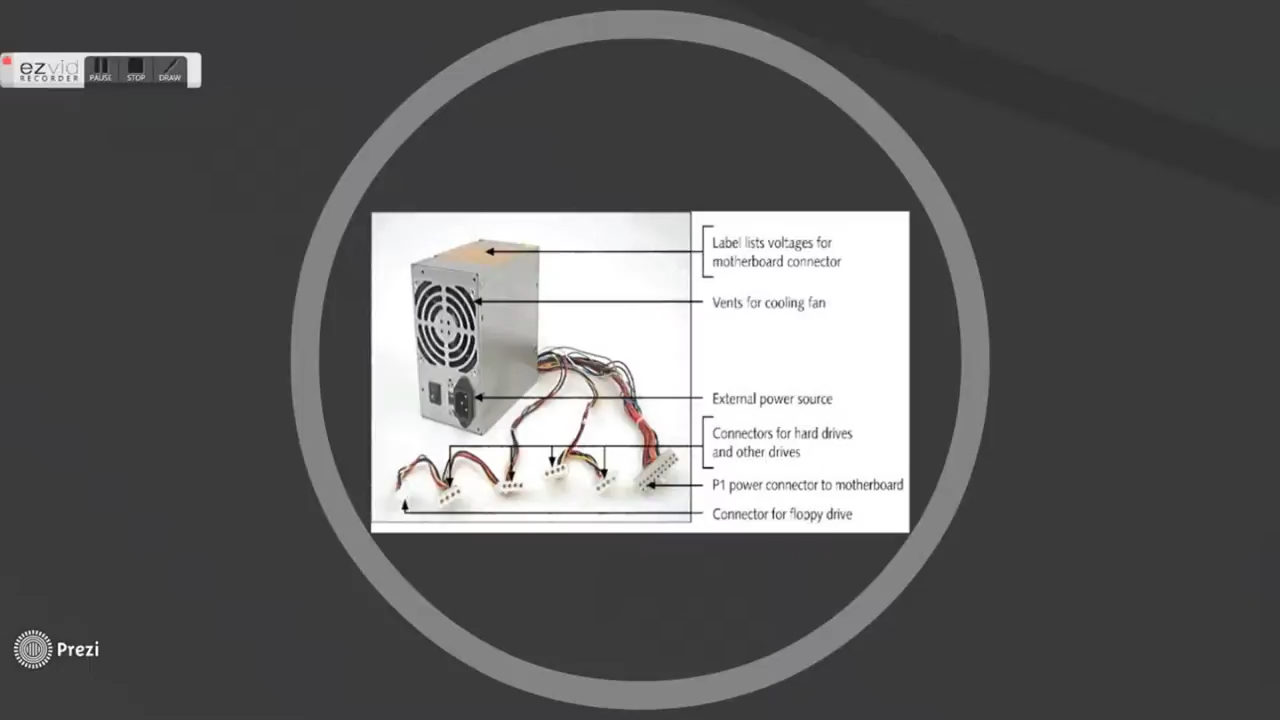 ezvid
RECORDER
PAUSE
STOP
DRAW
Label lists voltages for
motherboard connector
Vents for cooling fan
External power source
Connectors for hard drives
and other drives
P1 power connector to motherboard
Connector for floppy drive
Prezi